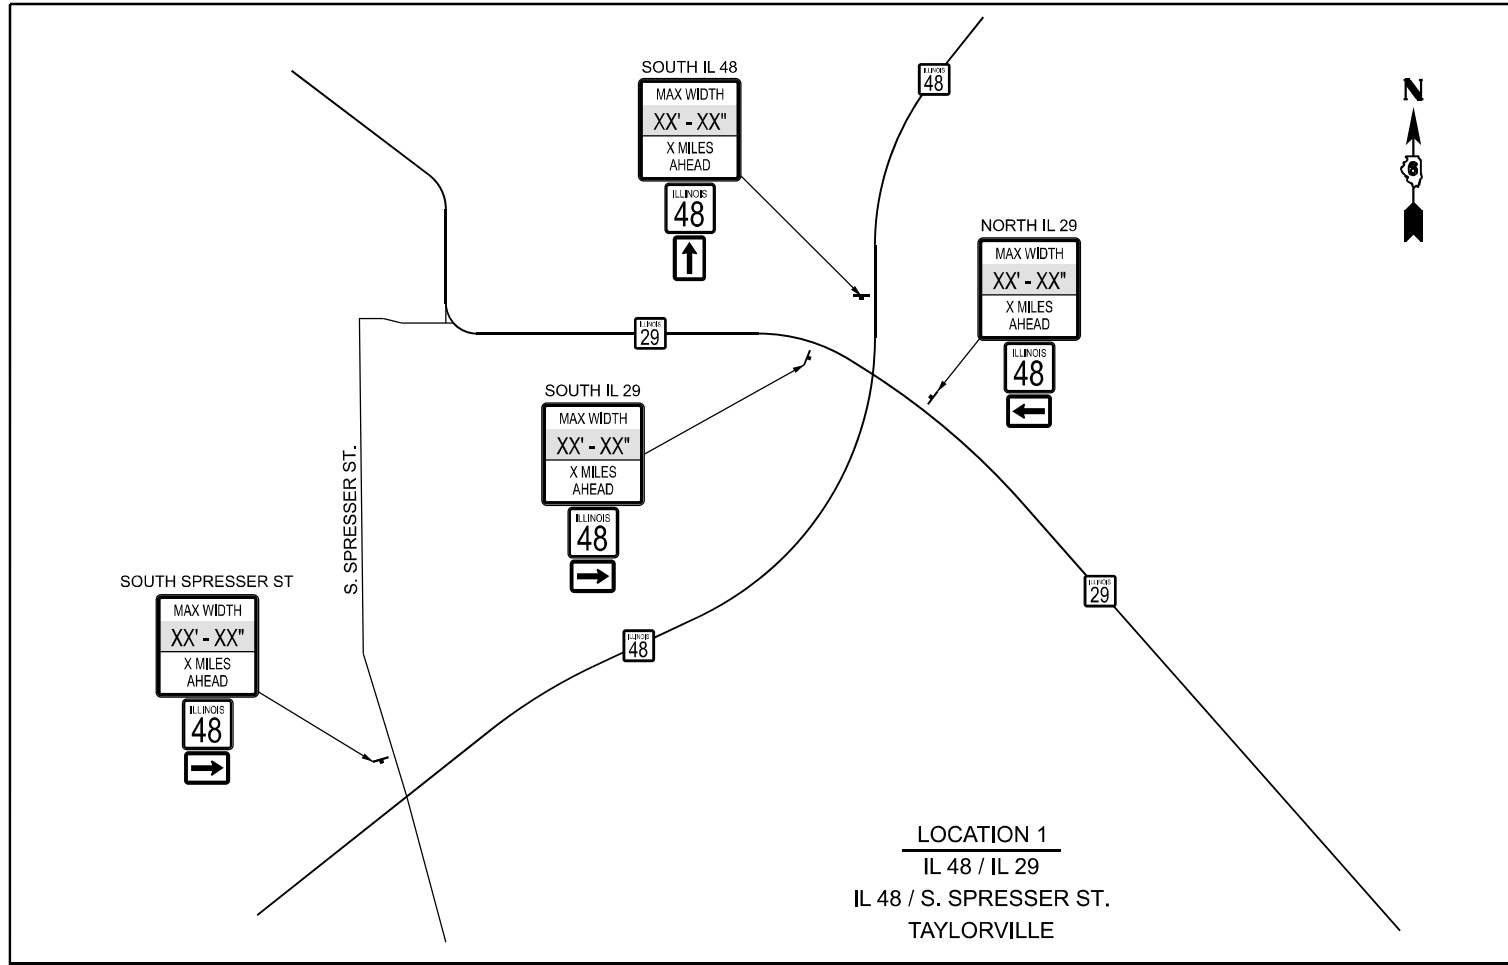 ILLINOIS
48
SOUTH IL 48
MAX WIDTH
XX' - XX"
X MILES
AHEAD
ILLINOIS
48
N
6
NORTH IL 29
MAX WIDTH
XX' - XX"
X MILES
AHEAD
ILLINOIS
48
ILLINOIS
29
SOUTH IL 29
MAX WIDTH
XX' - XX"
X MILES
AHEAD
ILLINOIS
48
S. SPRESSER ST.
SOUTH SPRESSER ST
MAX WIDTH
XX' - XX"
X MILES
AHEAD
ILLINOIS
48
ILLINOIS
48
ILLINOIS
29
LOCATION 1
IL 48 / IL 29
IL 48 / S. SPRESSER ST.
TAYLORVILLE